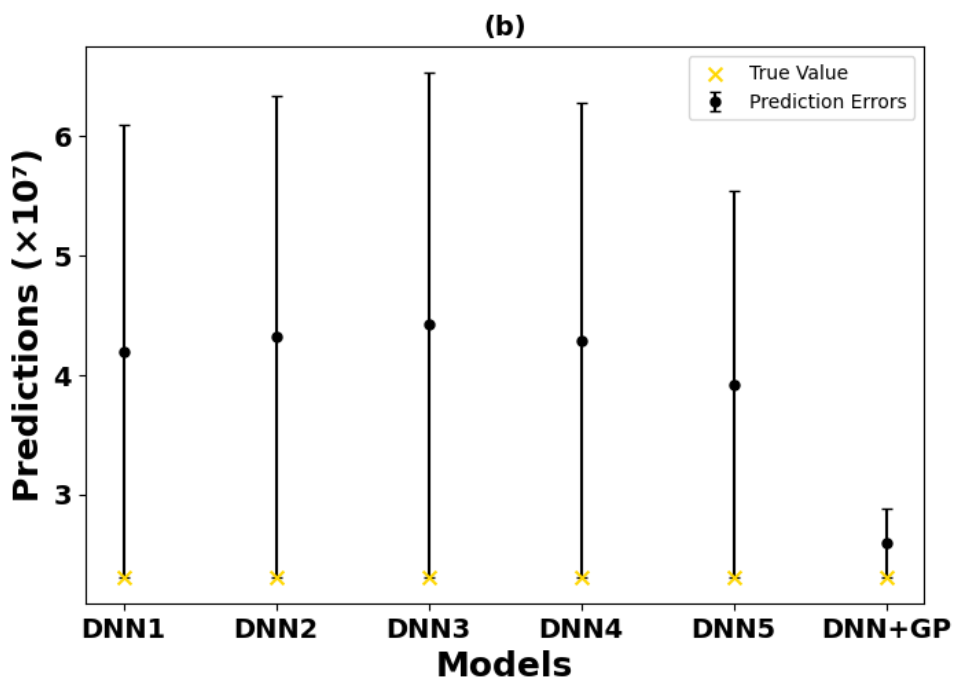 (b)
True Value
Prediction Errors
Predictions (×10⁷)
6
5
4
3
DNN1 DNN2 DNN3 DNN4 DNN5 DNN+GP
Models